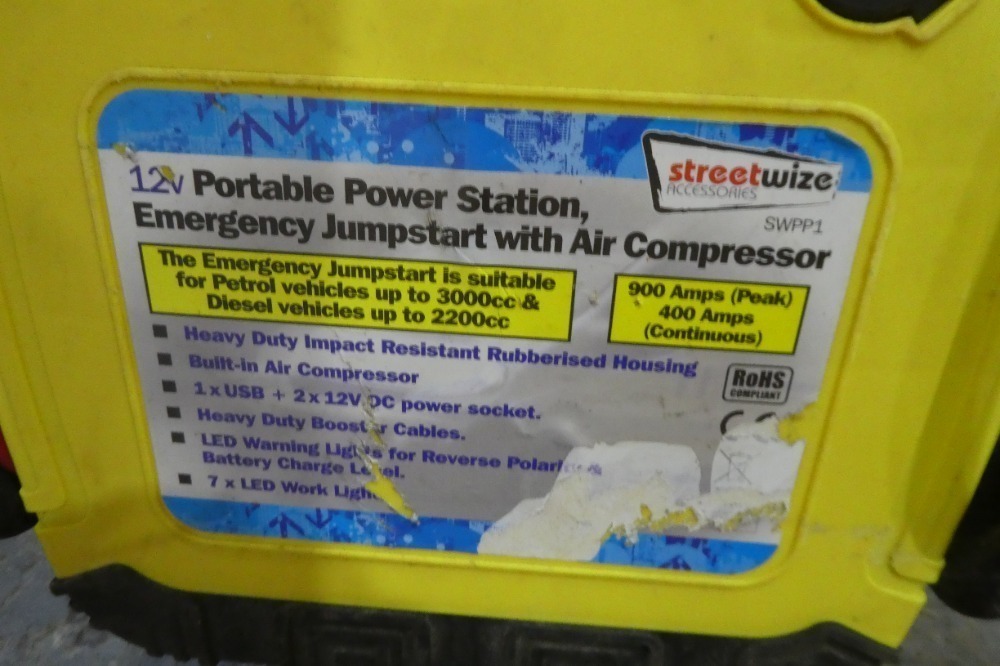 streetwize
ACCESSORIES
SWPP1
12v Portable Power Station,
Emergency Jumpstart with Air Compressor
The Emergency Jumpstart is suitable
for Petrol vehicles up to 3000cc &
Diesel vehicles up to 2200cc
900 Amps (Peak)
400 Amps
(Continuous)
Heavy Duty Impact Resistant Rubberised Housing
Built-in Air Compressor
1 x USB + 2 x 12V DC power socket.
Heavy Duty Booster Cables.
LED Warning Lights for Reverse
Battery Charge Level.
7 x LED Work
RoHS
COMPLIANT